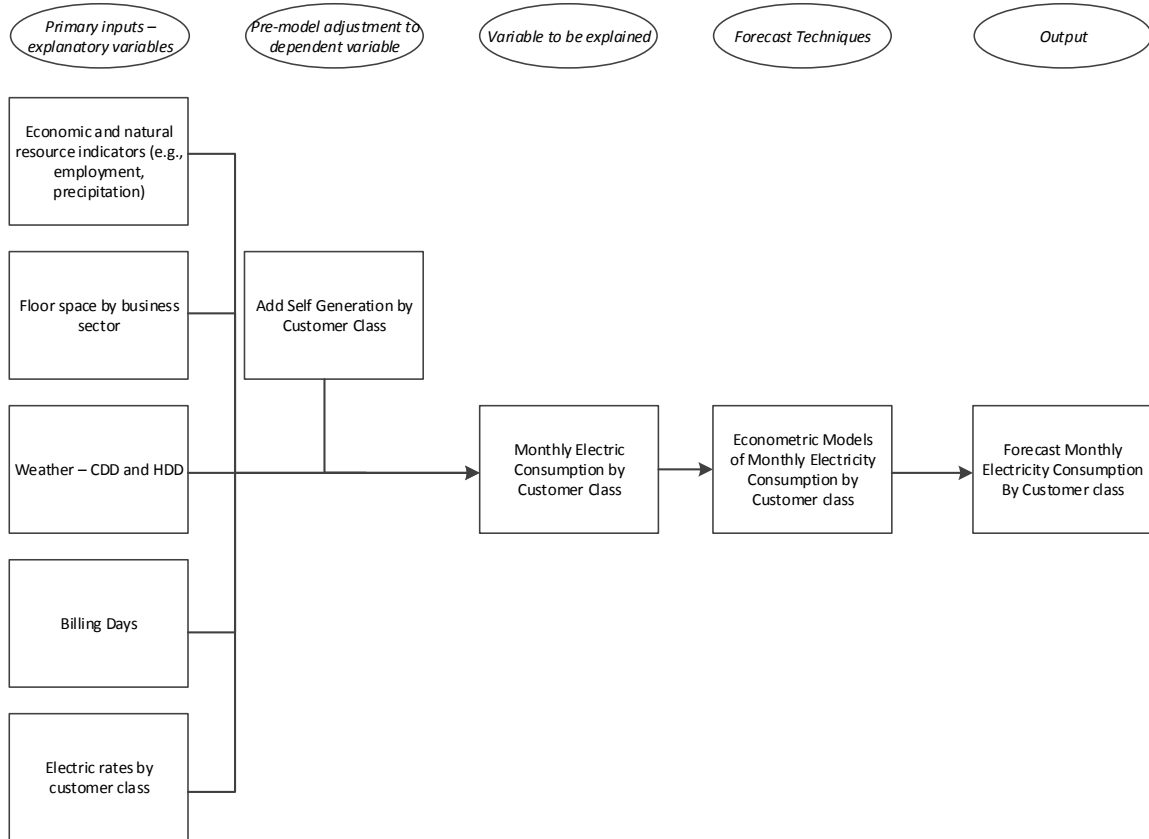 Primary inputs –
explanatory variables
Pre-model adjustment to
dependent variable
Variable to be explained
Forecast Techniques
Output
Economic and natural
resource indicators (e.g.,
employment,
precipitation)
Floor space by business
sector
Add Self Generation by
Customer Class
Weather – CDD and HDD
Monthly Electric
Consumption by
Customer Class
Econometric Models
of Monthly Electricity
Consumption by
Customer class
Forecast Monthly
Electricity Consumption
By Customer class
Billing Days
Electric rates by
customer class